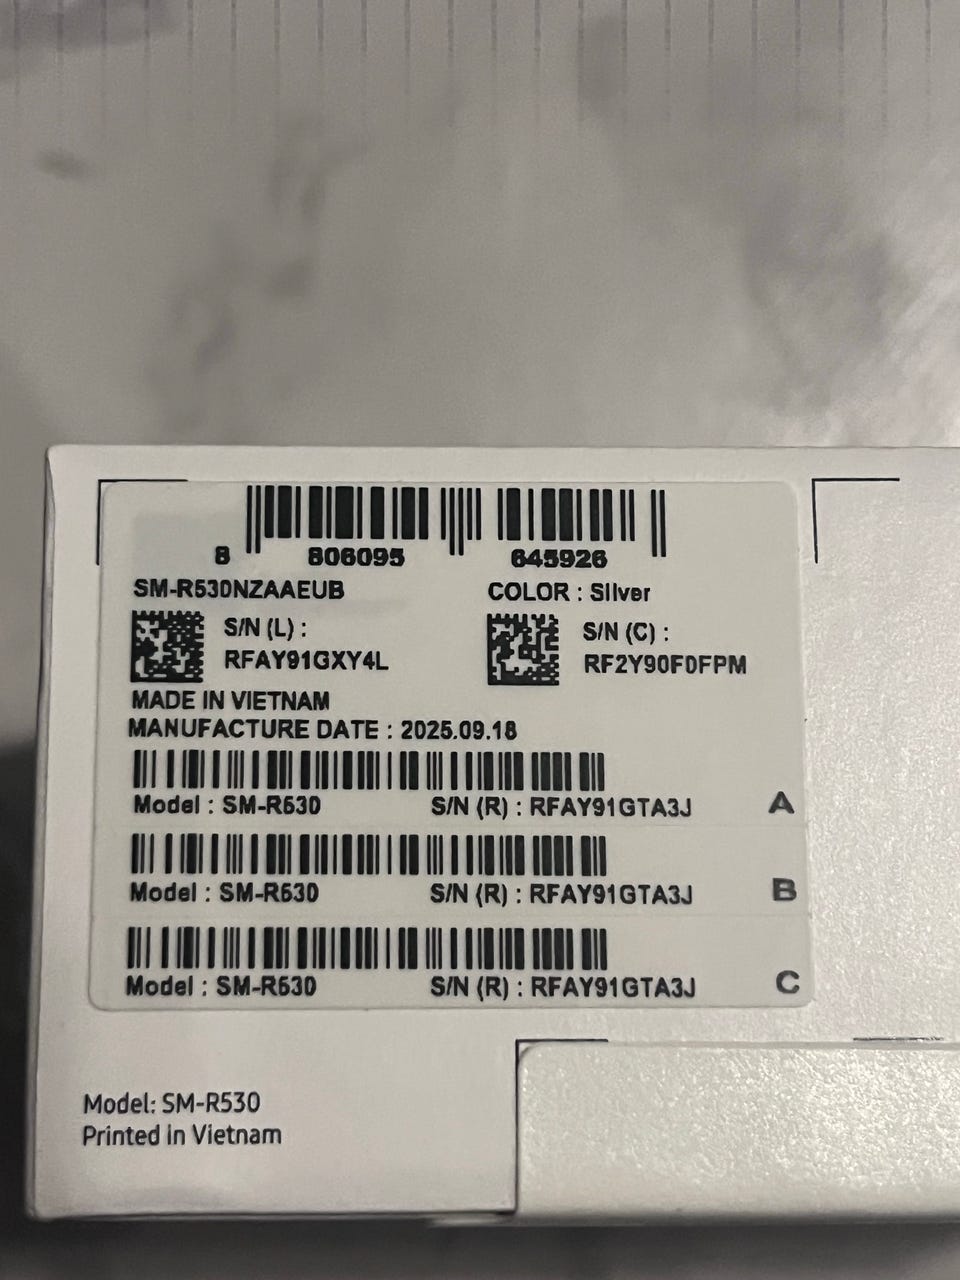 8 806095 645926
SM-R530NZAAEUB
COLOR : Silver
S/N (L) :
RFAY91GXY4L
S/N (C) :
RF2Y90F0FPM
MADE IN VIETNAM
MANUFACTURE DATE : 2025.09.18
Model : SM-R530 S/N (R) : RFAY91GTA3J A
Model : SM-R530 S/N (R) : RFAY91GTA3J B
Model : SM-R530 S/N (R) : RFAY91GTA3J C
Model: SM-R530
Printed in Vietnam